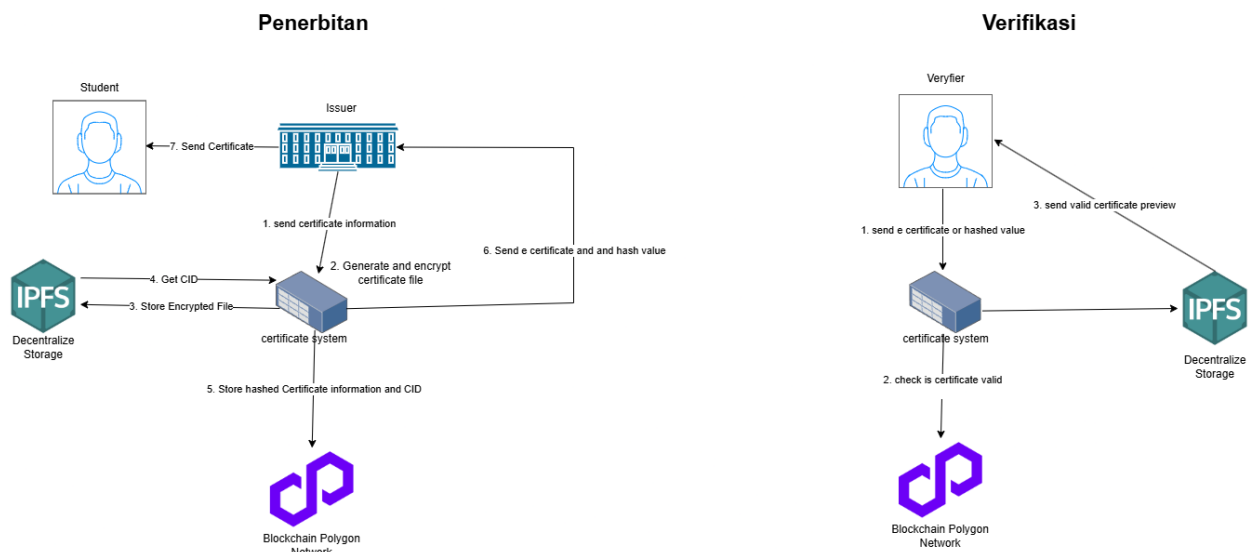 Penerbitan
Student
Issuer
7. Send Certificate
1. send certificate information
6. Send e certificate and and hash value
2. Generate and encrypt
certificate file
4. Get CID
IPFS
3. Store Encrypted File
Decentralize
Storage
certificate system
5. Store hashed Certificate information and CID
Blockchain Polygon
Network
Verifikasi
Veryfier
3. send valid certificate preview
1. send e certificate or hashed value
IPFS
certificate system
Decentralize
Storage
2. check is certificate valid
Blockchain Polygon
Network